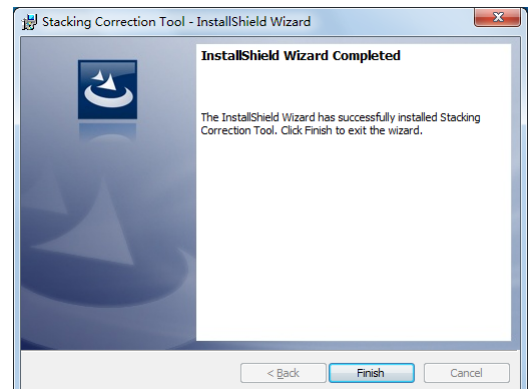 Stacking Correction Tool - InstallShield Wizard
InstallShield Wizard Completed
The InstallShield Wizard has successfully installed Stacking
Correction Tool. Click Finish to exit the wizard.
< Back
Finish
Cancel